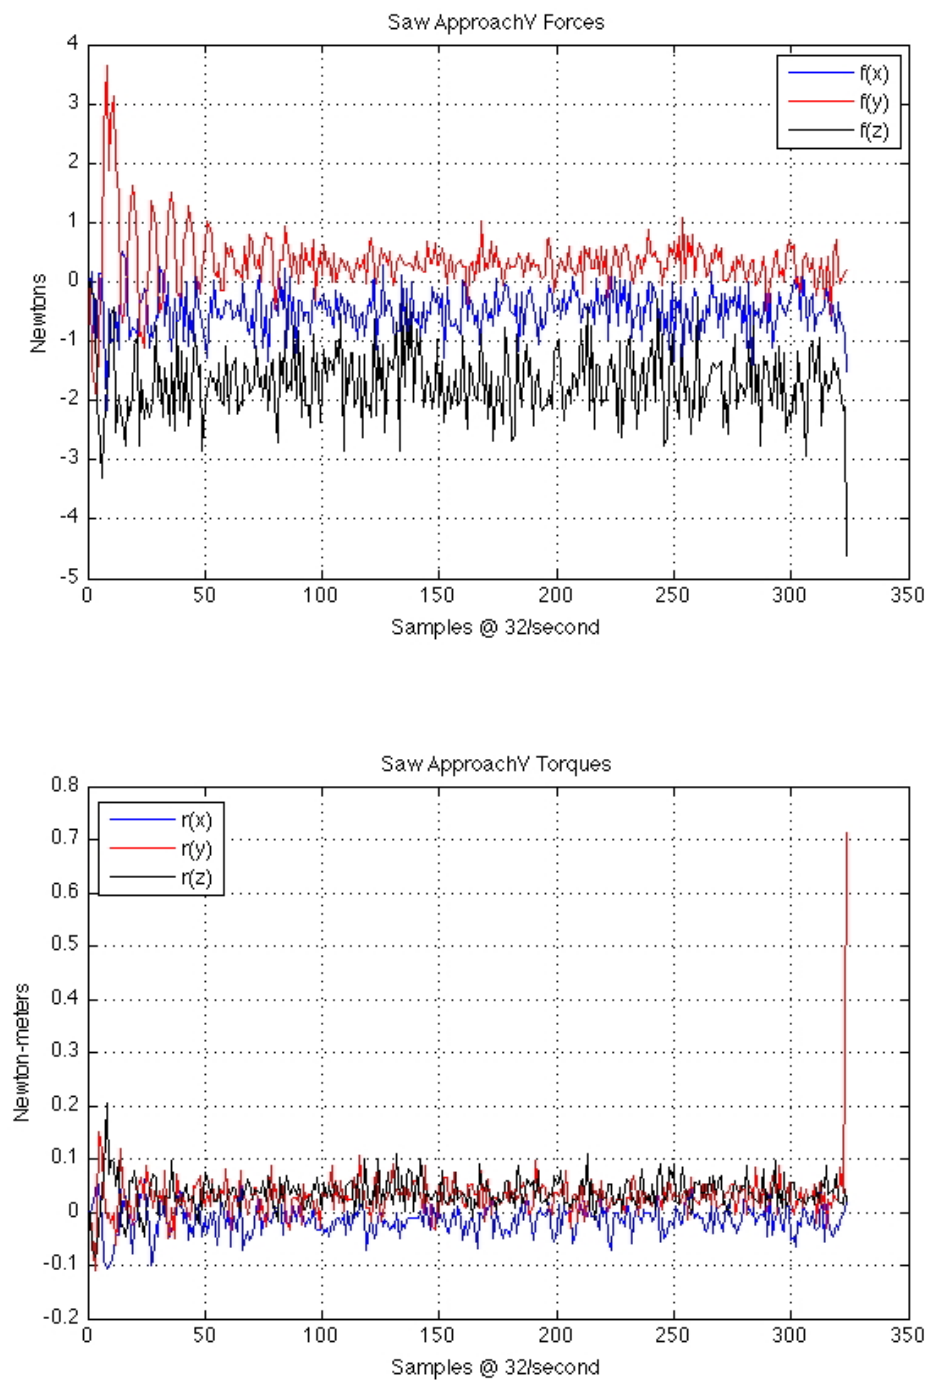 Saw ApproachV Forces
4
3
2
1
0
-1
-2
-3
-4
-5
Newtons
f(x)
f(y)
f(z)
0 50 100 150 200 250 300 350
Samples @ 32/second
Saw ApproachV Torques
0.8
0.7
0.6
0.5
0.4
0.3
0.2
0.1
0
-0.1
-0.2
Newton-meters
r(x)
r(y)
r(z)
0 50 100 150 200 250 300 350
Samples @ 32/second